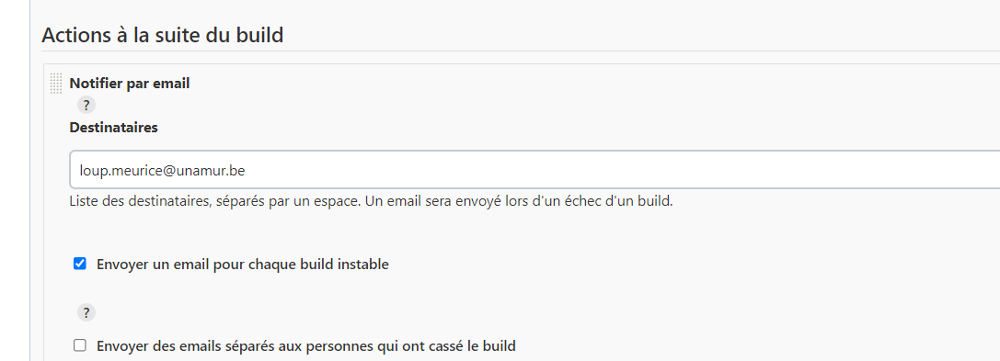 Actions à la suite du build
Notifier par email
?
Destinataires
loup.meurice@unamur.be
Liste des destinataires, séparés par un espace. Un email sera envoyé lors d'un échec d'un build.
Envoyer un email pour chaque build instable
?
Envoyer des emails séparés aux personnes qui ont cassé le build